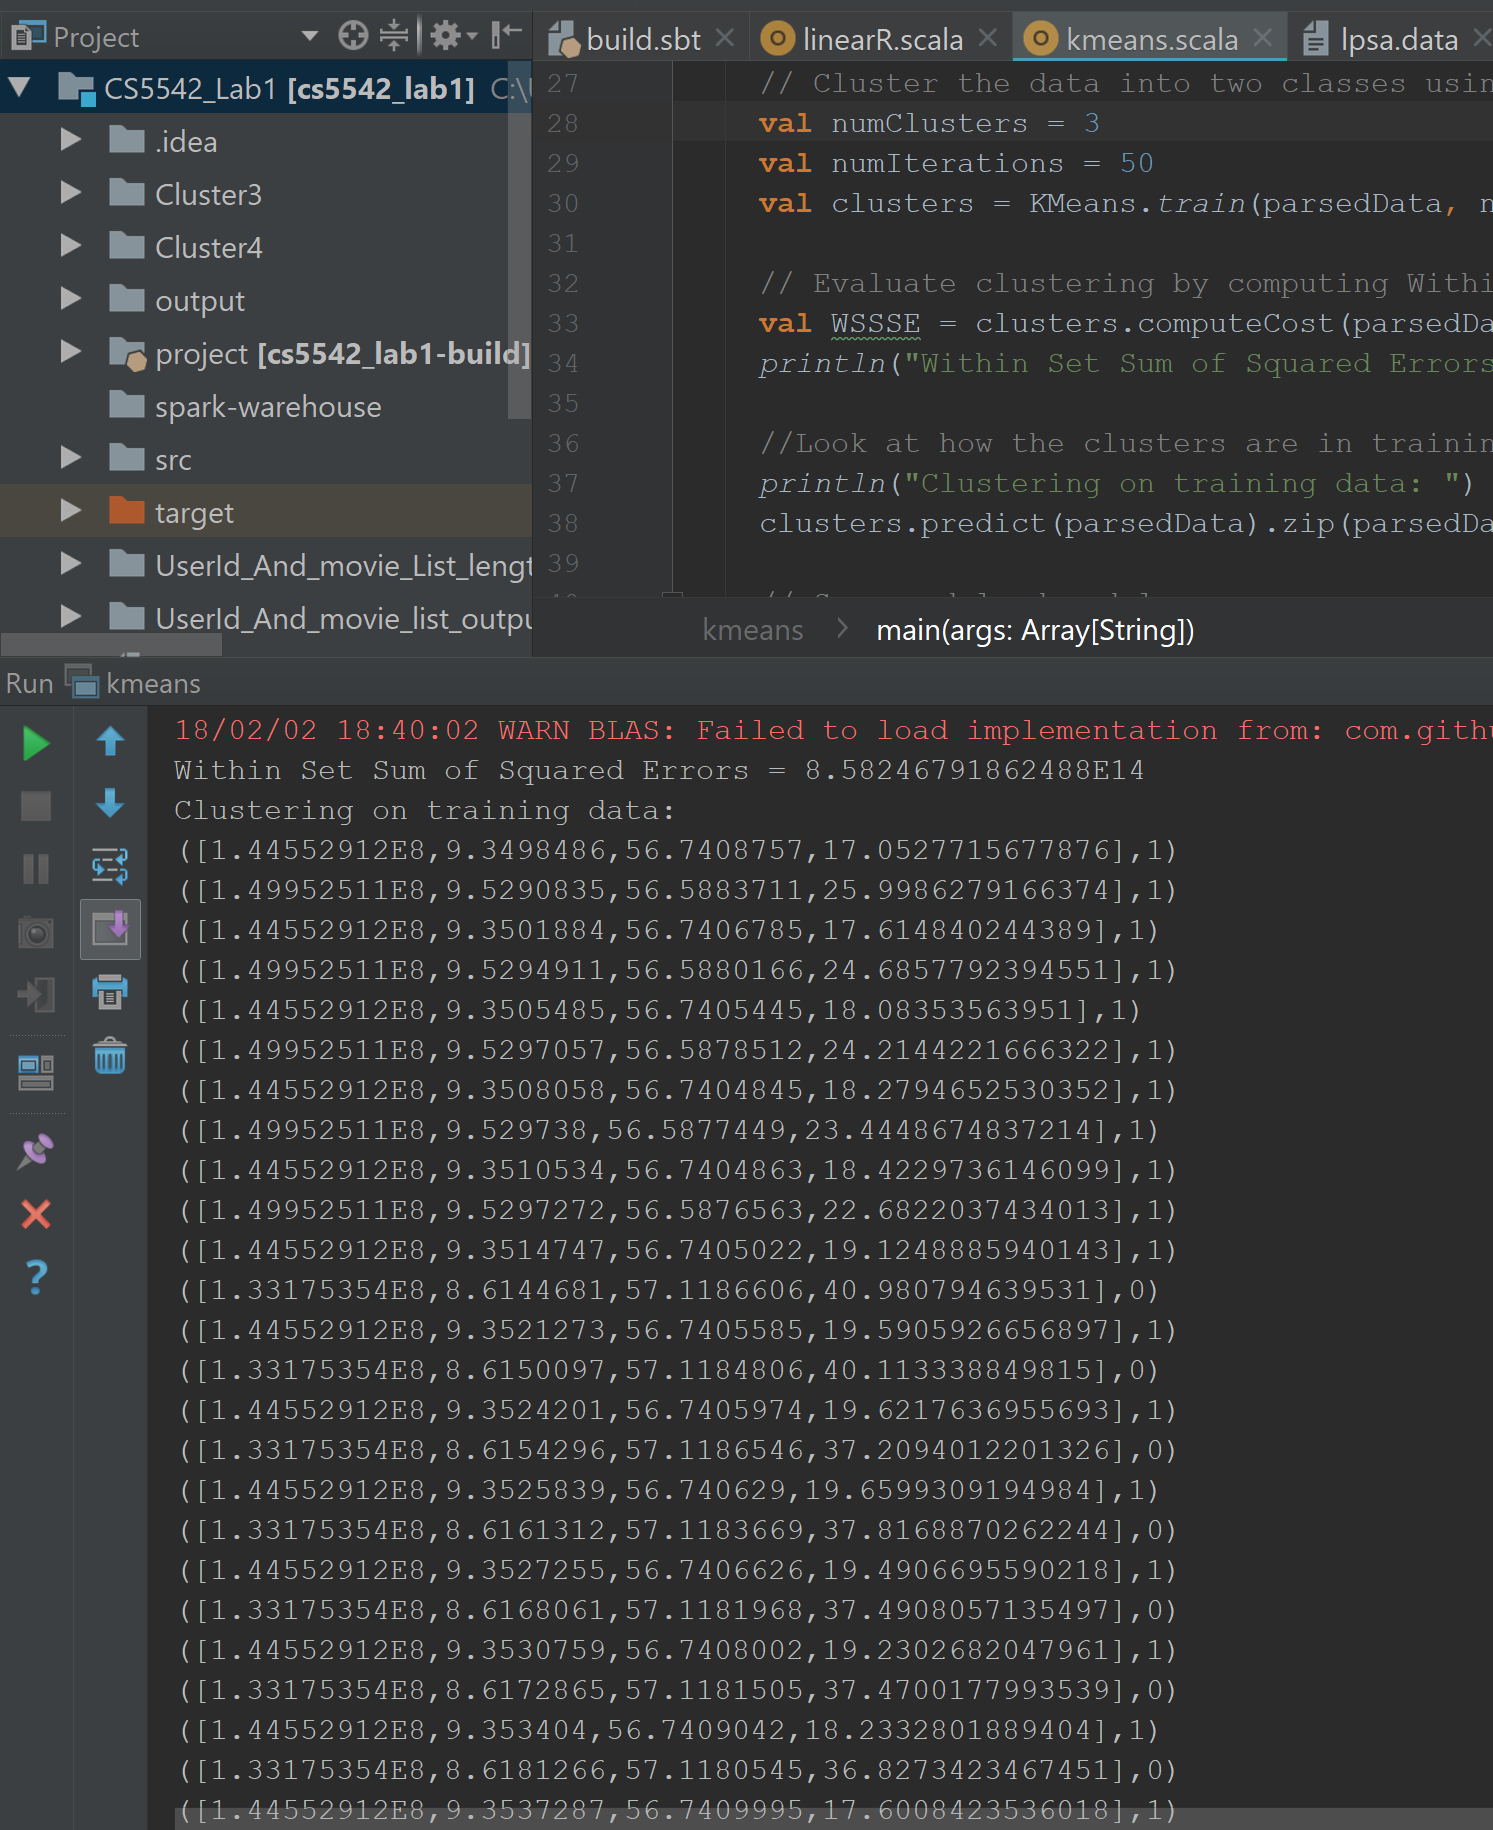 Project
build.sbt
linearR.scala
kmeans.scala
lpsa.data
CS5542_Lab1 [cs5542_lab1] C:\
.idea
Cluster3
Cluster4
output
project [cs5542_lab1-build]
spark-warehouse
src
target
UserId_And_movie_List_lengt
UserId_And_movie_list_outpu
27 // Cluster the data into two classes usin
28 val numClusters = 3
29 val numIterations = 50
30 val clusters = KMeans.train(parsedData, n
31
32 // Evaluate clustering by computing Withi
33 val WSSSE = clusters.computeCost(parsedDa
34 println("Within Set Sum of Squared Errors
35
36 //Look at how the clusters are in trainin
37 println("Clustering on training data: ")
38 clusters.predict(parsedData).zip(parsedDa
39
kmeans > main(args: Array[String])
Run kmeans
18/02/02 18:40:02 WARN BLAS: Failed to load implementation from: com.githu
Within Set Sum of Squared Errors = 8.58246791862488E14
Clustering on training data:
([1.44552912E8,9.3498486,56.7408757,17.0527715677876],1)
([1.49952511E8,9.5290835,56.5883711,25.9986279166374],1)
([1.44552912E8,9.3501884,56.7406785,17.614840244389],1)
([1.49952511E8,9.5294911,56.5880166,24.6857792394551],1)
([1.44552912E8,9.3505485,56.7405445,18.08353563951],1)
([1.49952511E8,9.5297057,56.5878512,24.2144221666322],1)
([1.44552912E8,9.3508058,56.7404845,18.2794652530352],1)
([1.49952511E8,9.529738,56.5877449,23.4448674837214],1)
([1.44552912E8,9.3510534,56.7404863,18.4229736146099],1)
([1.49952511E8,9.5297272,56.5876563,22.6822037434013],1)
([1.44552912E8,9.3514747,56.7405022,19.1248885940143],1)
([1.33175354E8,8.6144681,57.1186606,40.980794639531],0)
([1.44552912E8,9.3521273,56.7405585,19.5905926656897],1)
([1.33175354E8,8.6150097,57.1184806,40.113338849815],0)
([1.44552912E8,9.3524201,56.7405974,19.6217636955693],1)
([1.33175354E8,8.6154296,57.1186546,37.2094012201326],0)
([1.44552912E8,9.3525839,56.740629,19.6599309194984],1)
([1.33175354E8,8.6161312,57.1183669,37.8168870262244],0)
([1.44552912E8,9.3527255,56.7406626,19.4906695590218],1)
([1.33175354E8,8.6168061,57.1181968,37.4908057135497],0)
([1.44552912E8,9.3530759,56.7408002,19.2302682047961],1)
([1.33175354E8,8.6172865,57.1181505,37.4700177993539],0)
([1.44552912E8,9.353404,56.7409042,18.2332801889404],1)
([1.33175354E8,8.6181266,57.1180545,36.8273423467451],0)
([1.44552912E8,9.3537287,56.7409995,17.6008423536018],1)